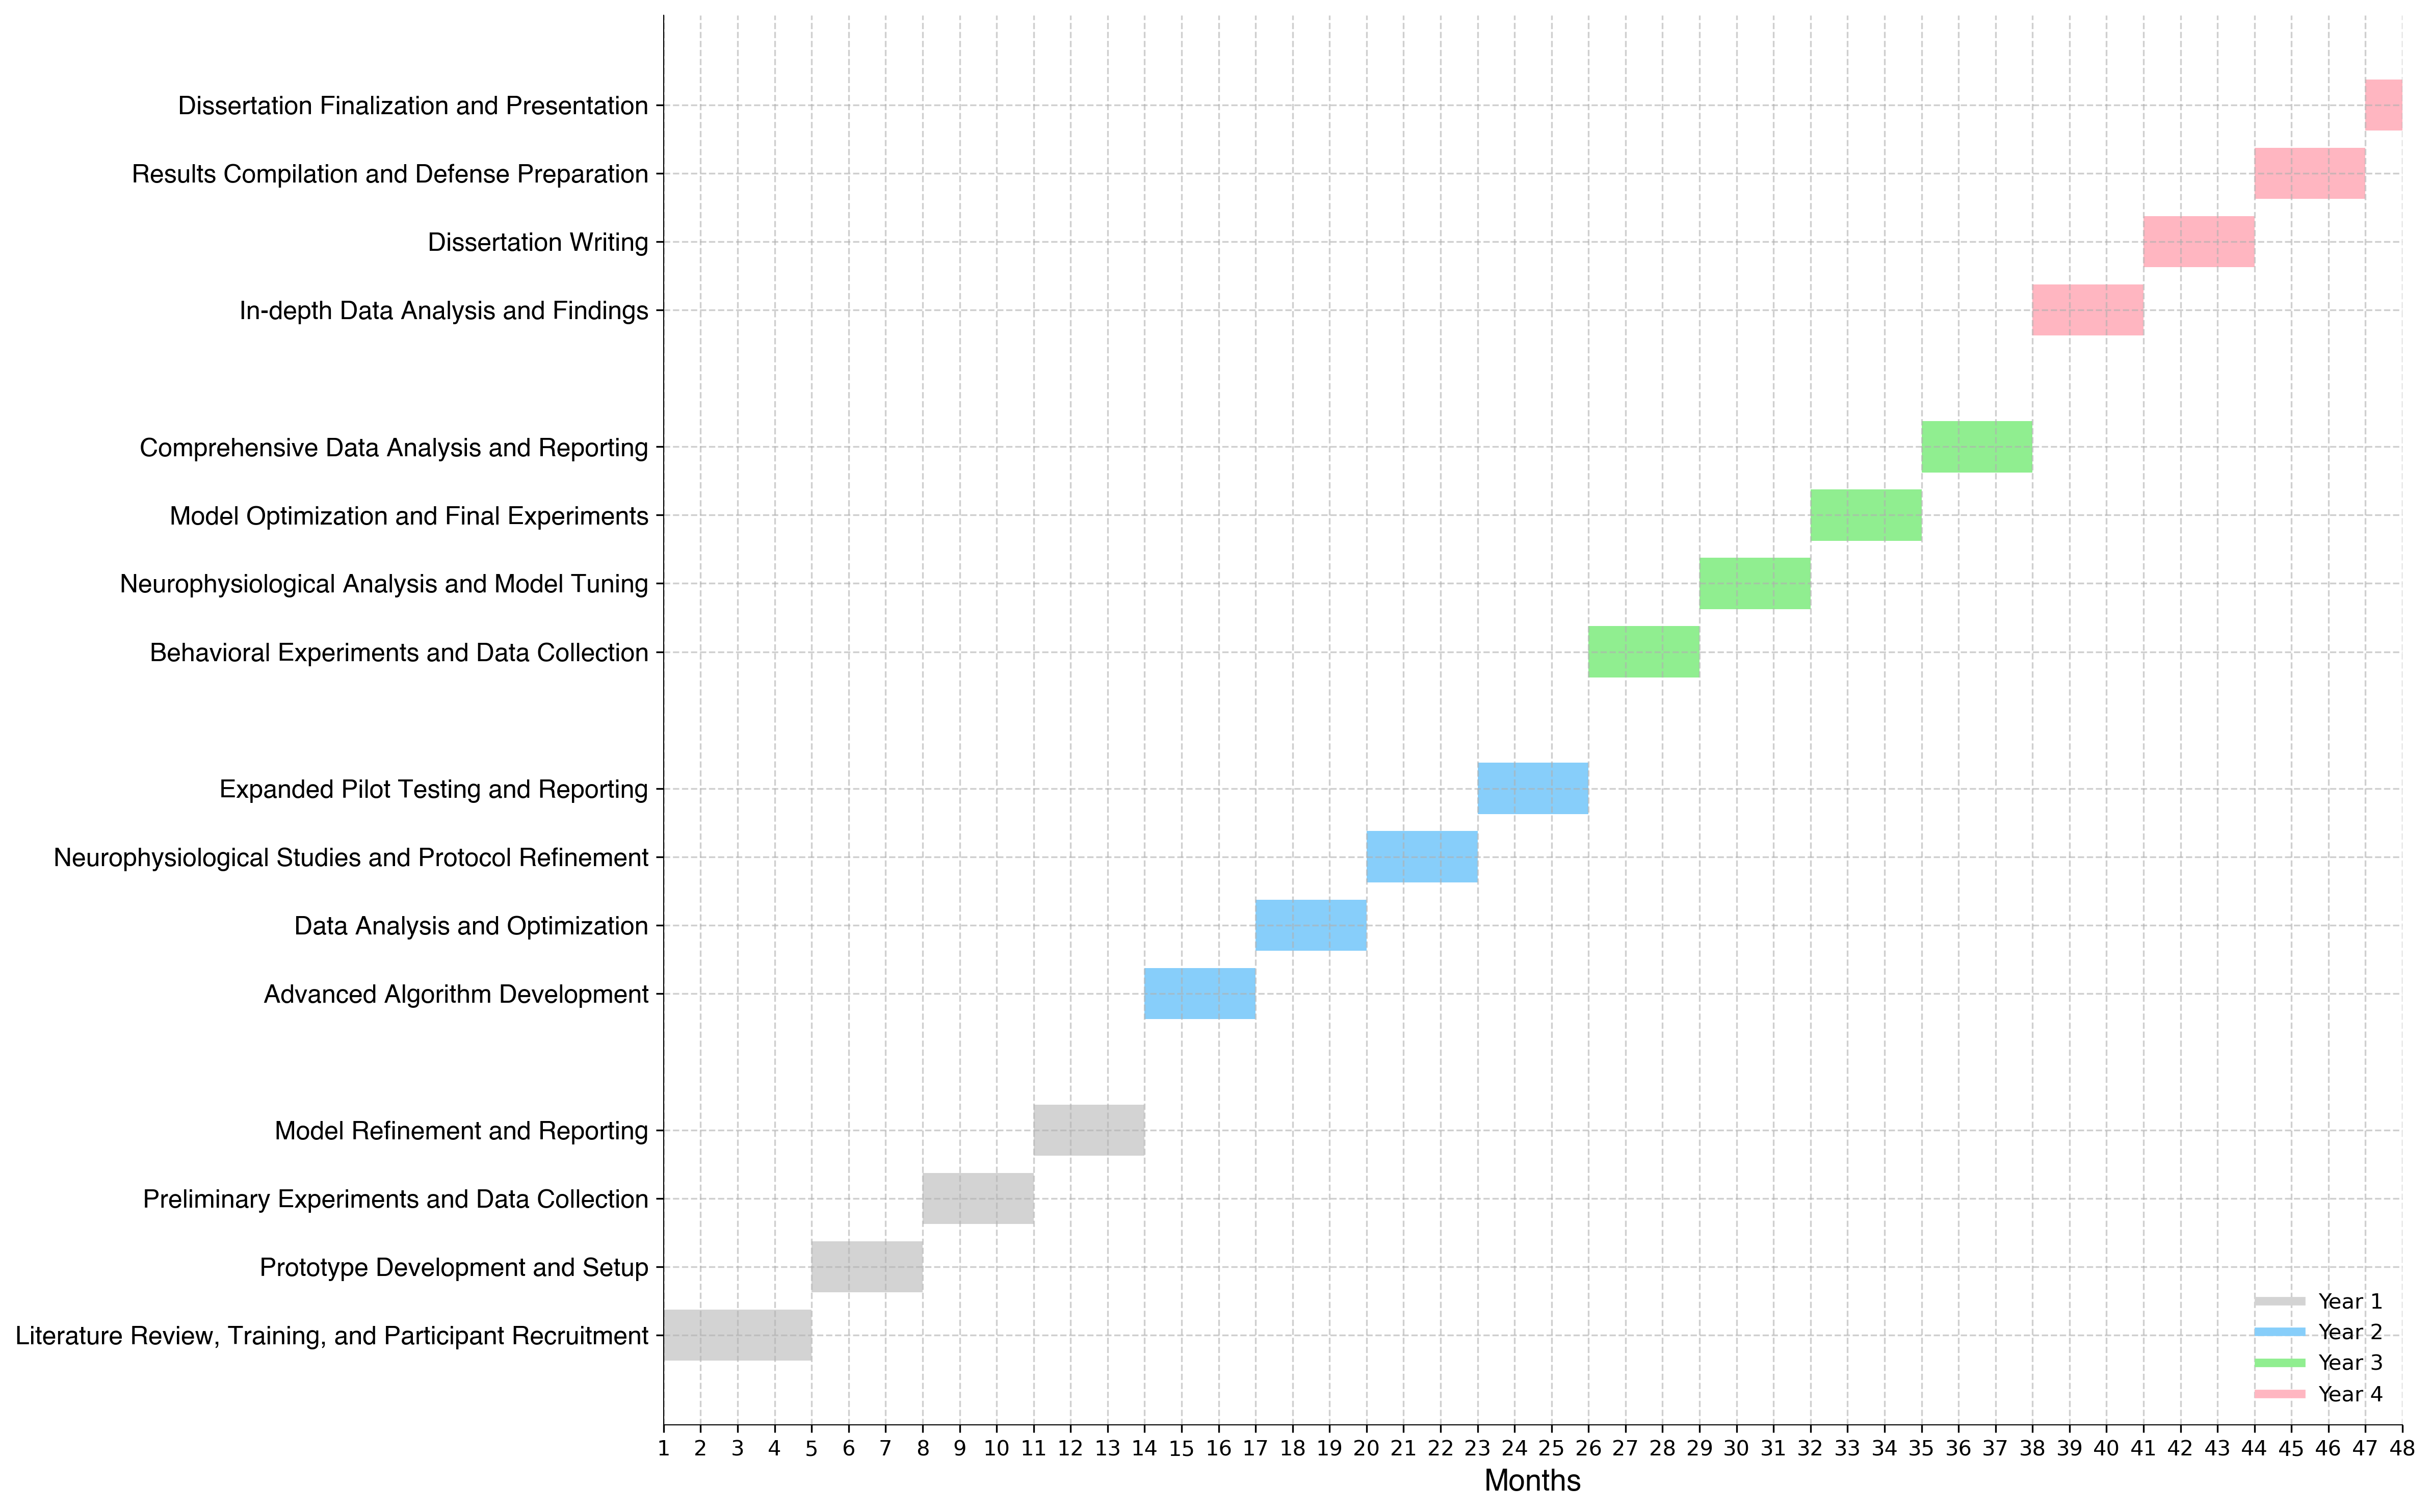 Dissertation Finalization and Presentation
Results Compilation and Defense Preparation
Dissertation Writing
In-depth Data Analysis and Findings
Comprehensive Data Analysis and Reporting
Model Optimization and Final Experiments
Neurophysiological Analysis and Model Tuning
Behavioral Experiments and Data Collection
Expanded Pilot Testing and Reporting
Neurophysiological Studies and Protocol Refinement
Data Analysis and Optimization
Advanced Algorithm Development
Model Refinement and Reporting
Preliminary Experiments and Data Collection
Prototype Development and Setup
Literature Review, Training, and Participant Recruitment
Year 1
Year 2
Year 3
Year 4
1 2 3 4 5 6 7 8 9 10 11 12 13 14 15 16 17 18 19 20 21 22 23 24 25 26 27 28 29 30 31 32 33 34 35 36 37 38 39 40 41 42 43 44 45 46 47 48
Months